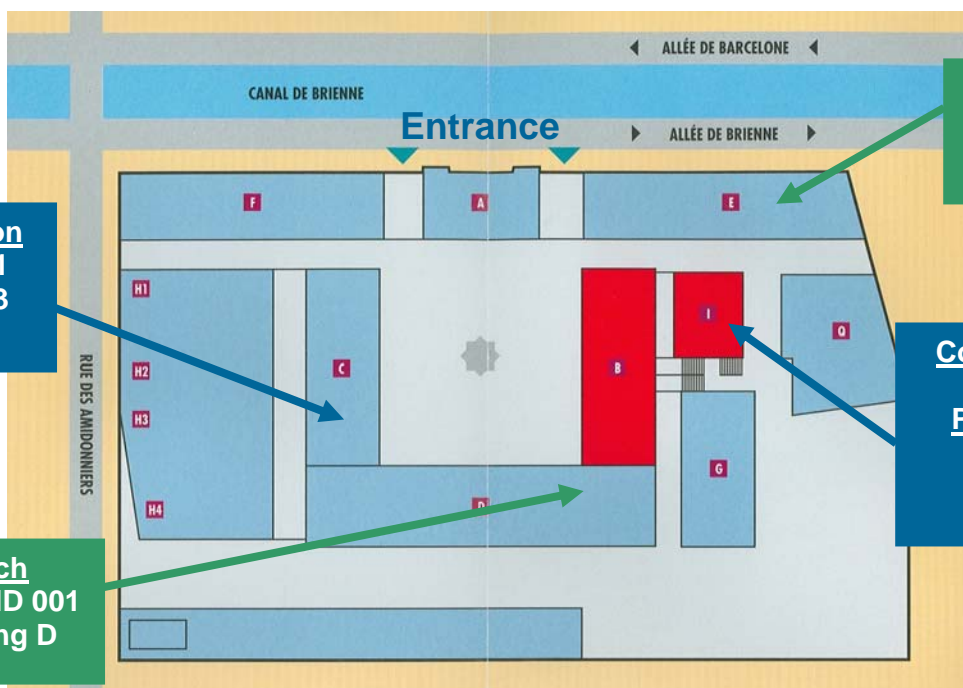 ALLÉE DE BARCELONE
CANAL DE BRIENNE
Entrance
ALLÉE DE BRIENNE
F
A
E
on
H1
I
Q
H2
C
B
Co
RUE DES AMIDONNIERS
H3
G
H4
D
ch
D 001
ng D